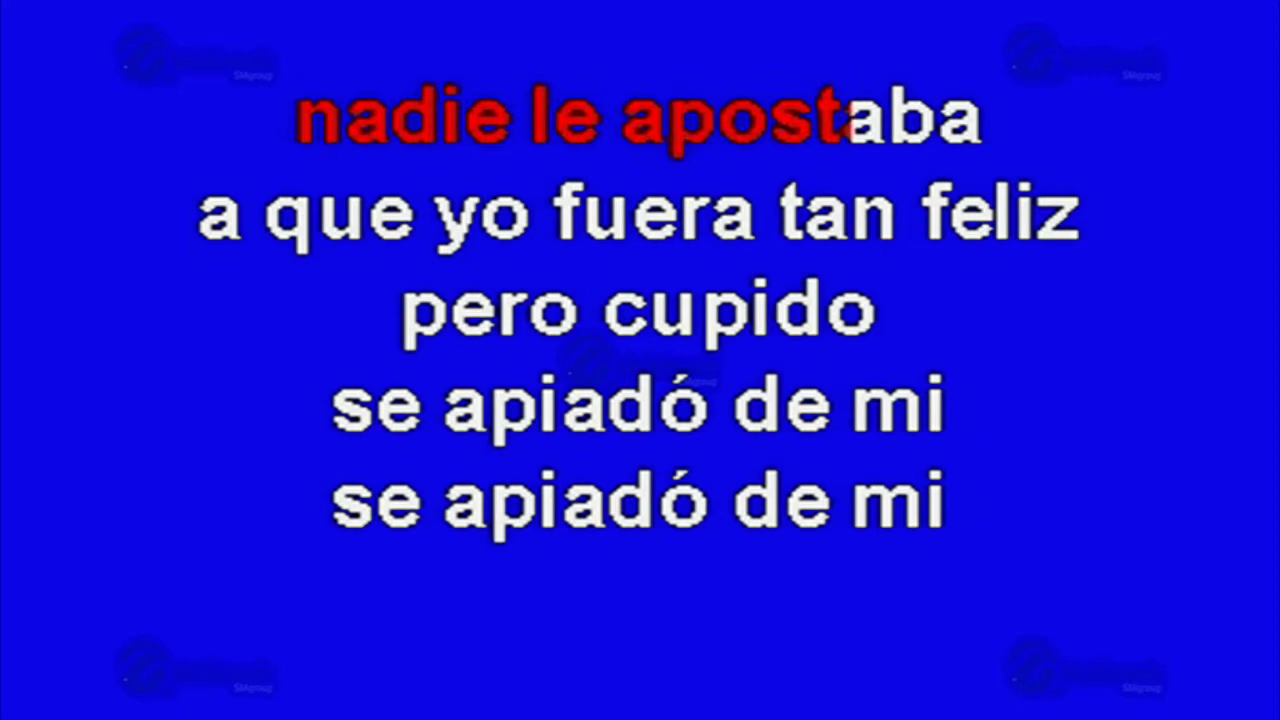 nadie le apostaba
a que yo fuera tan feliz
pero cupido
se apiadó de mi
se apiadó de mi